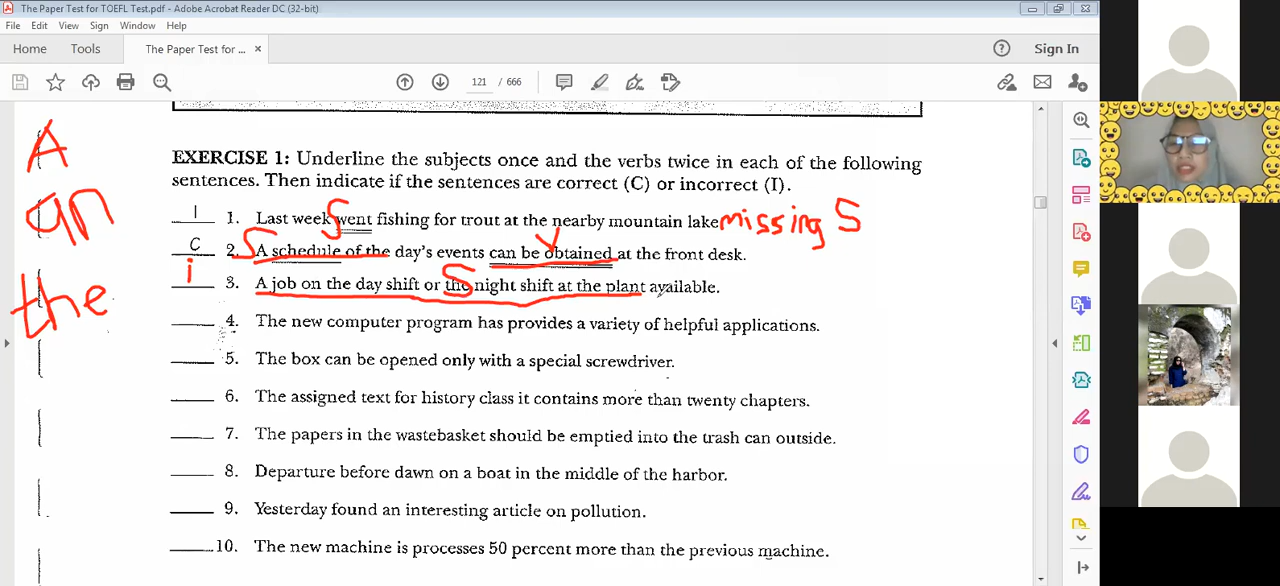 The Paper Test for TOEFL Test.pdf - Adobe Acrobat Reader DC (32-bit)
File Edit View Sign Window Help
Home Tools The Paper Test for ... × Sign In
121 / 666
A
an
the
EXERCISE 1: Underline the subjects once and the verbs twice in each of the following
sentences. Then indicate if the sentences are correct (C) or incorrect (I).
I 1. Last week S went fishing for trout at the nearby mountain lake missing S
C 2. S A schedule of the day's events can be obtained V at the front desk.
i 3. A job on the day shift or the night shift at the plant S available.
4. The new computer program has provides a variety of helpful applications.
5. The box can be opened only with a special screwdriver.
6. The assigned text for history class it contains more than twenty chapters.
7. The papers in the wastebasket should be emptied into the trash can outside.
8. Departure before dawn on a boat in the middle of the harbor.
9. Yesterday found an interesting article on pollution.
10. The new machine is processes 50 percent more than the previous machine.